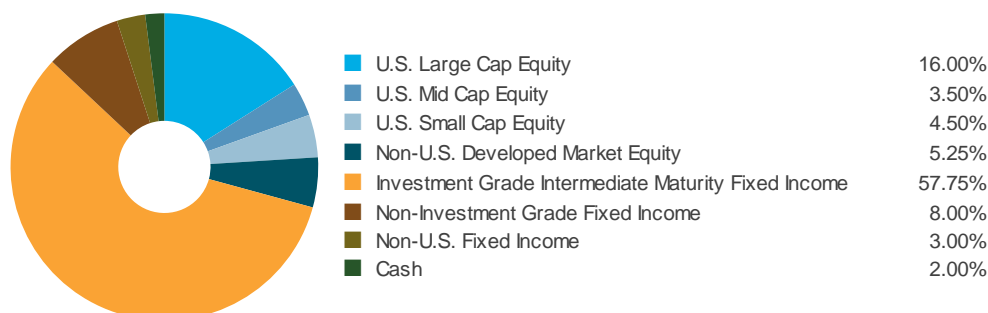 U.S. Large Cap Equity 16.00%
U.S. Mid Cap Equity 3.50%
U.S. Small Cap Equity 4.50%
Non-U.S. Developed Market Equity 5.25%
Investment Grade Intermediate Maturity Fixed Income 57.75%
Non-Investment Grade Fixed Income 8.00%
Non-U.S. Fixed Income 3.00%
Cash 2.00%